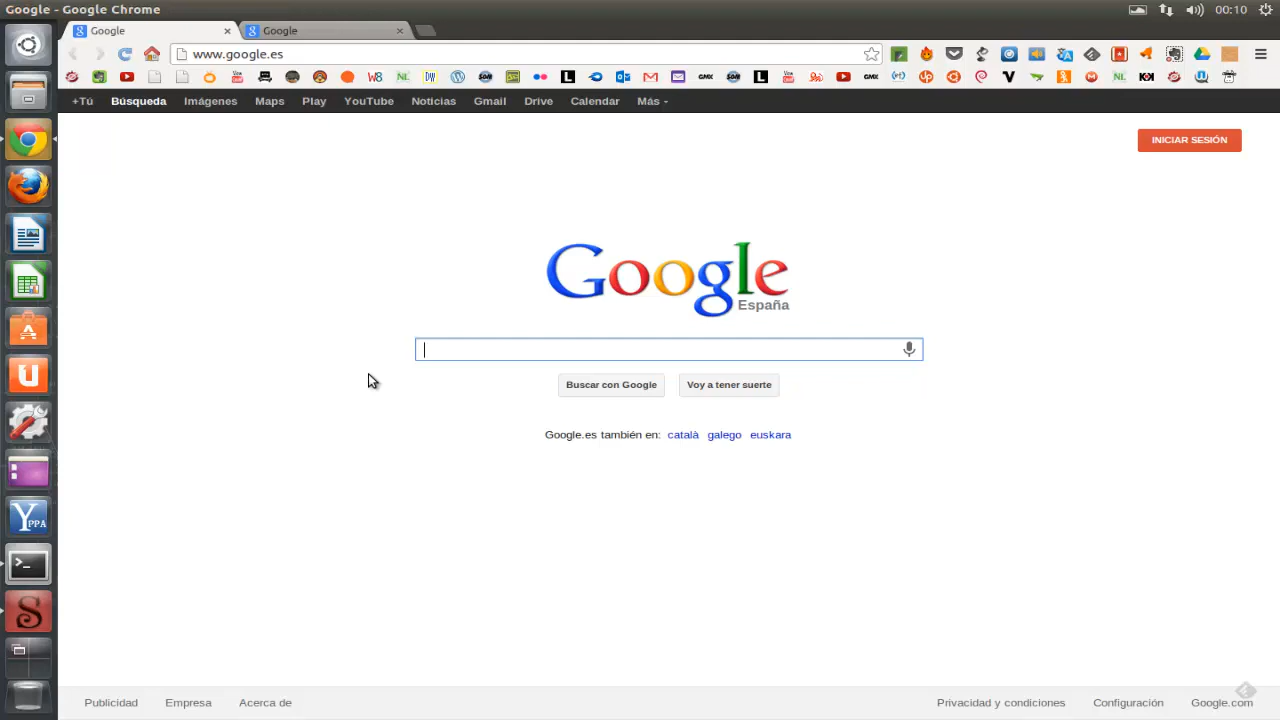 Google - Google Chrome
00:10
Google
Google
www.google.es
+Tú Búsqueda Imágenes Maps Play YouTube Noticias Gmail Drive Calendar Más
INICIAR SESIÓN
Google
España
Buscar con Google Voy a tener suerte
Google.es también en: català galego euskara
YPPA
Publicidad Empresa Acerca de Privacidad y condiciones Configuración Google.com